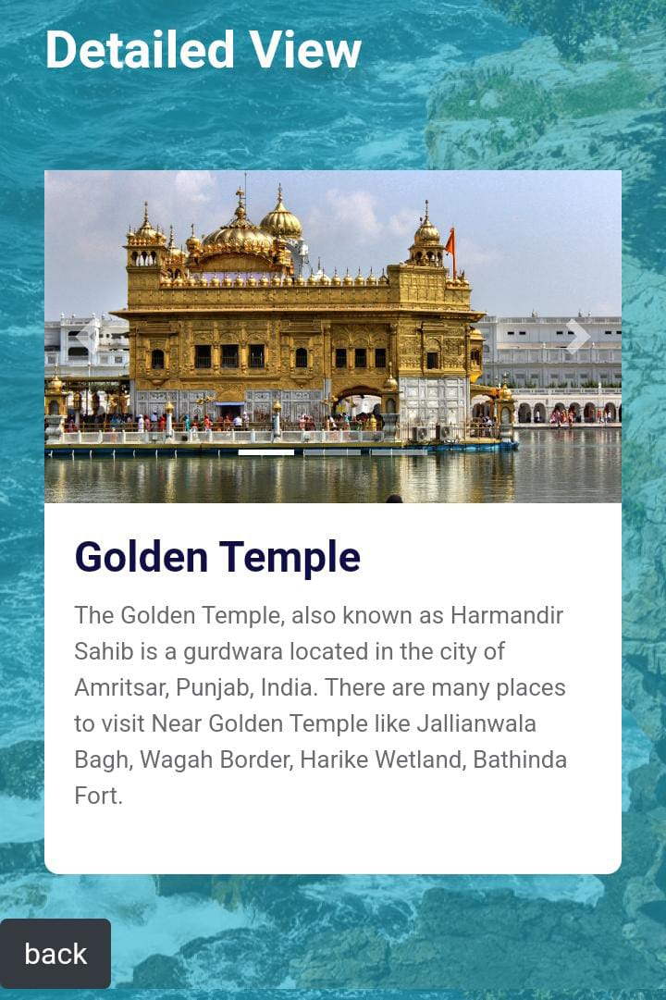 Detailed View
Golden Temple
The Golden Temple, also known as Harmandir
Sahib is a gurdwara located in the city of
Amritsar, Punjab, India. There are many places
to visit Near Golden Temple like Jallianwala
Bagh, Wagah Border, Harike Wetland, Bathinda
Fort.
back